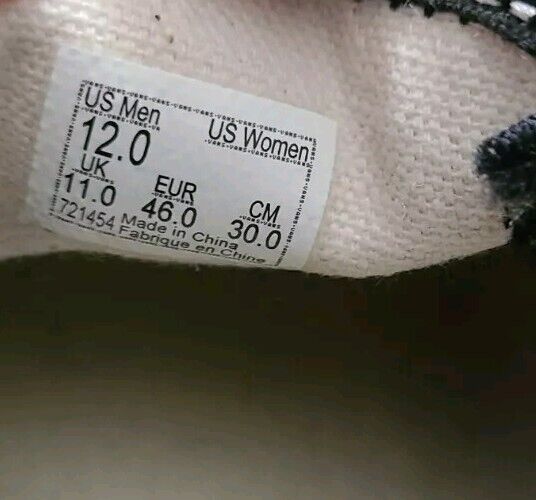 US Men US Women
12.0
UK EUR CM
11.0 46.0 30.0
721454 Made in China
Fabrique en Chine